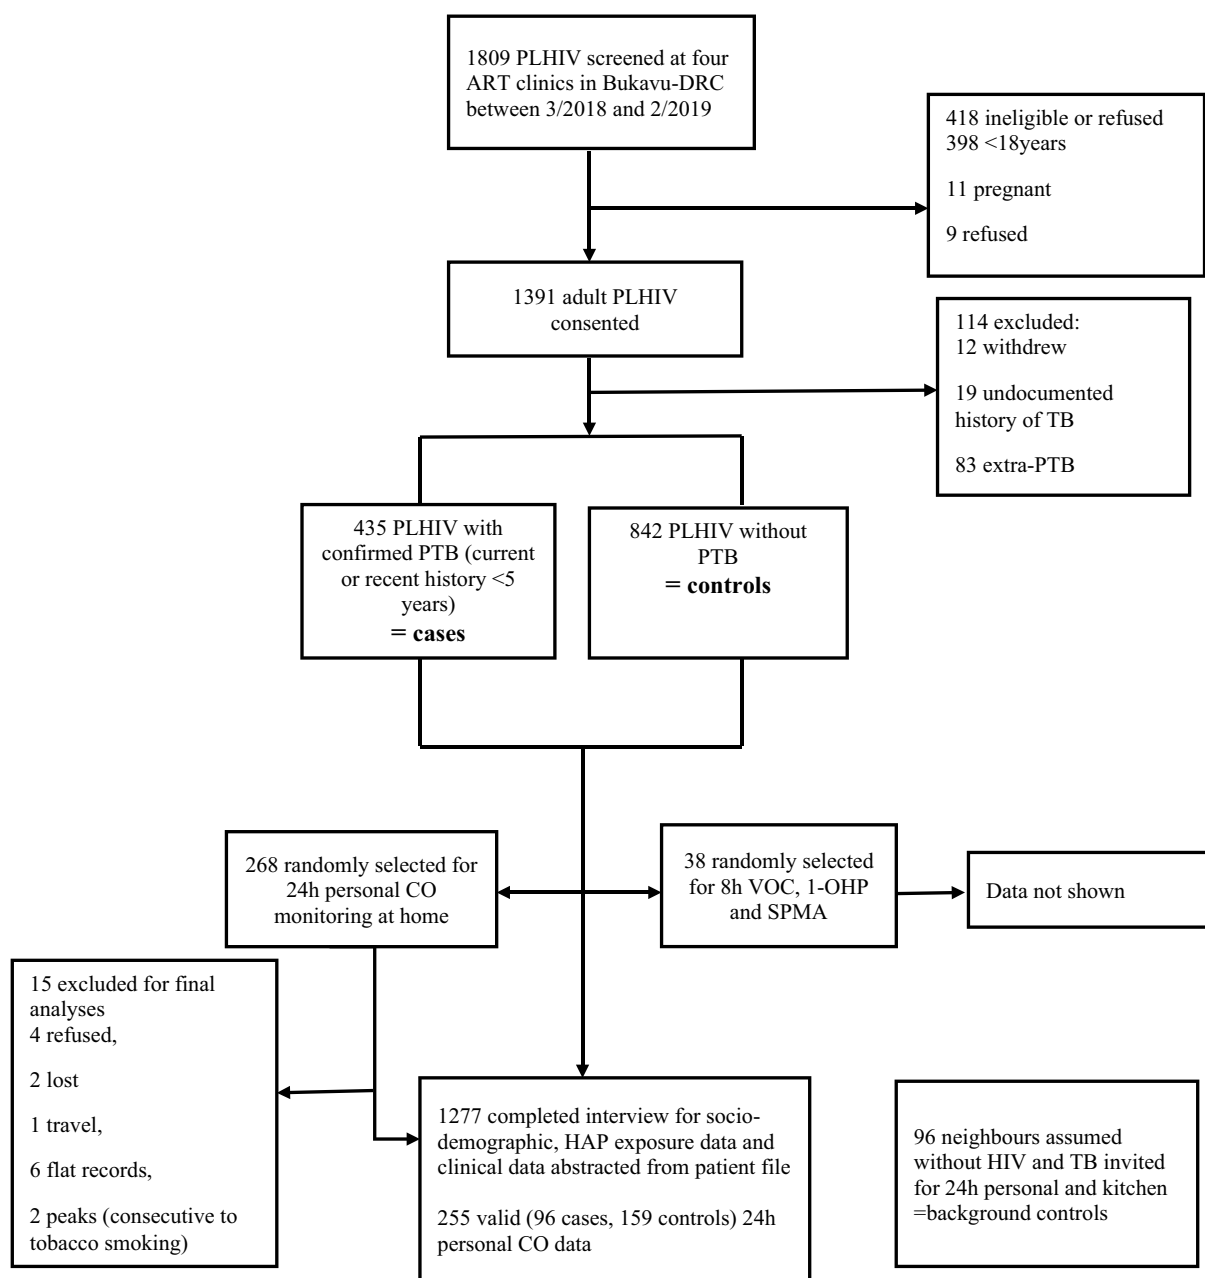 1809 PLHIV screened at four
ART clinics in Bukavu-DRC
between 3/2018 and 2/2019
418 ineligible or refused
398 <18years
11 pregnant
9 refused
1391 adult PLHIV
consented
114 excluded:
12 withdrew
19 undocumented
history of TB
83 extra-PTB
435 PLHIV with
confirmed PTB (current
or recent history <5
years)
= cases
842 PLHIV without
PTB
= controls
268 randomly selected for
24h personal CO
monitoring at home
38 randomly selected
for 8h VOC, 1-OHP
and SPMA
Data not shown
15 excluded for final
analyses
4 refused,
2 lost
1 travel,
6 flat records,
2 peaks (consecutive to
tobacco smoking)
1277 completed interview for socio-
demographic, HAP exposure data and
clinical data abstracted from patient file
255 valid (96 cases, 159 controls) 24h
personal CO data
96 neighbours assumed
without HIV and TB invited
for 24h personal and kitchen
=background controls